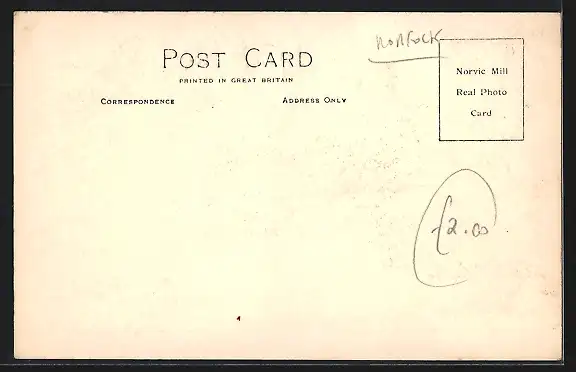 NORFOLK
POST CARD
PRINTED IN GREAT BRITAIN
CORRESPONDENCE
ADDRESS ONLY
Norvic Mill
Real Photo
Card
£2.00